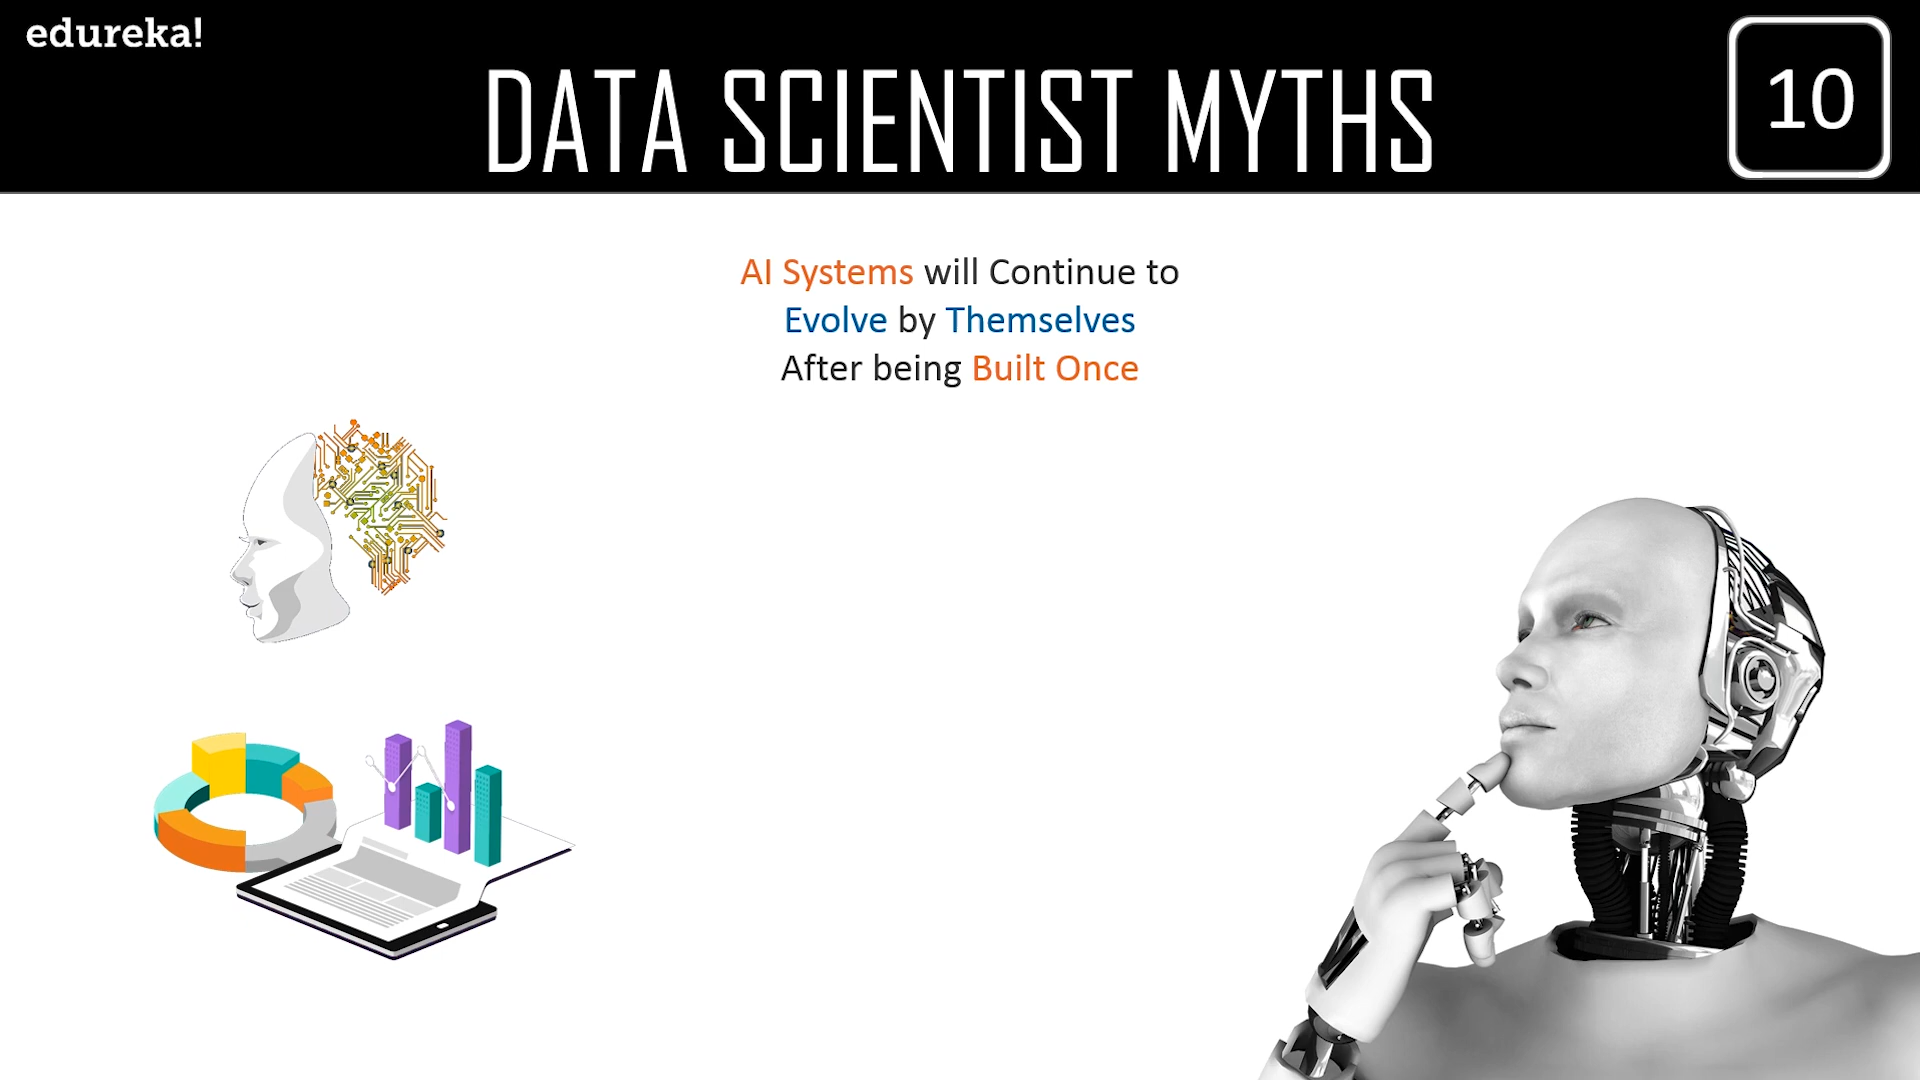 edureka!
DATA SCIENTIST MYTHS
10
AI Systems will Continue to
Evolve by Themselves
After being Built Once